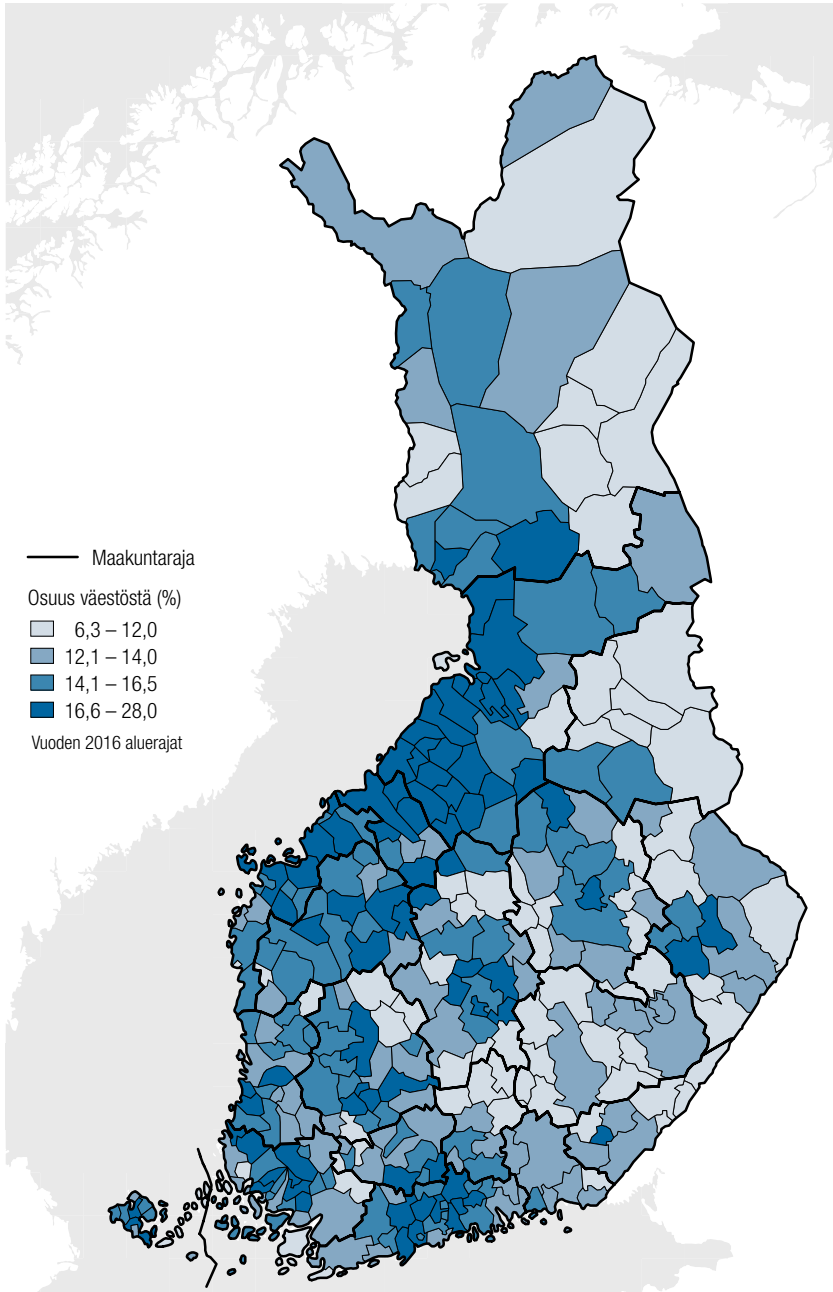 Maakuntaraja
Osuus väestöstä (%)
6,3 – 12,0
12,1 – 14,0
14,1 – 16,5
16,6 – 28,0
Vuoden 2016 aluerajat